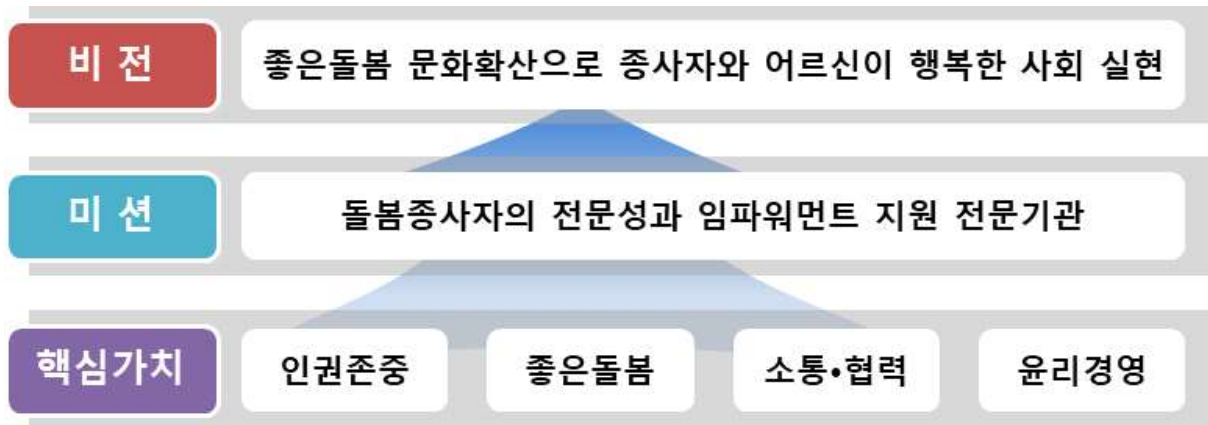 비 전
좋은돌봄 문화확산으로 종사자와 어르신이 행복한 사회 실현
미 션
돌봄종사자의 전문성과 임파워먼트 지원 전문기관
핵심가치
인권존중
좋은돌봄
소통•협력
윤리경영